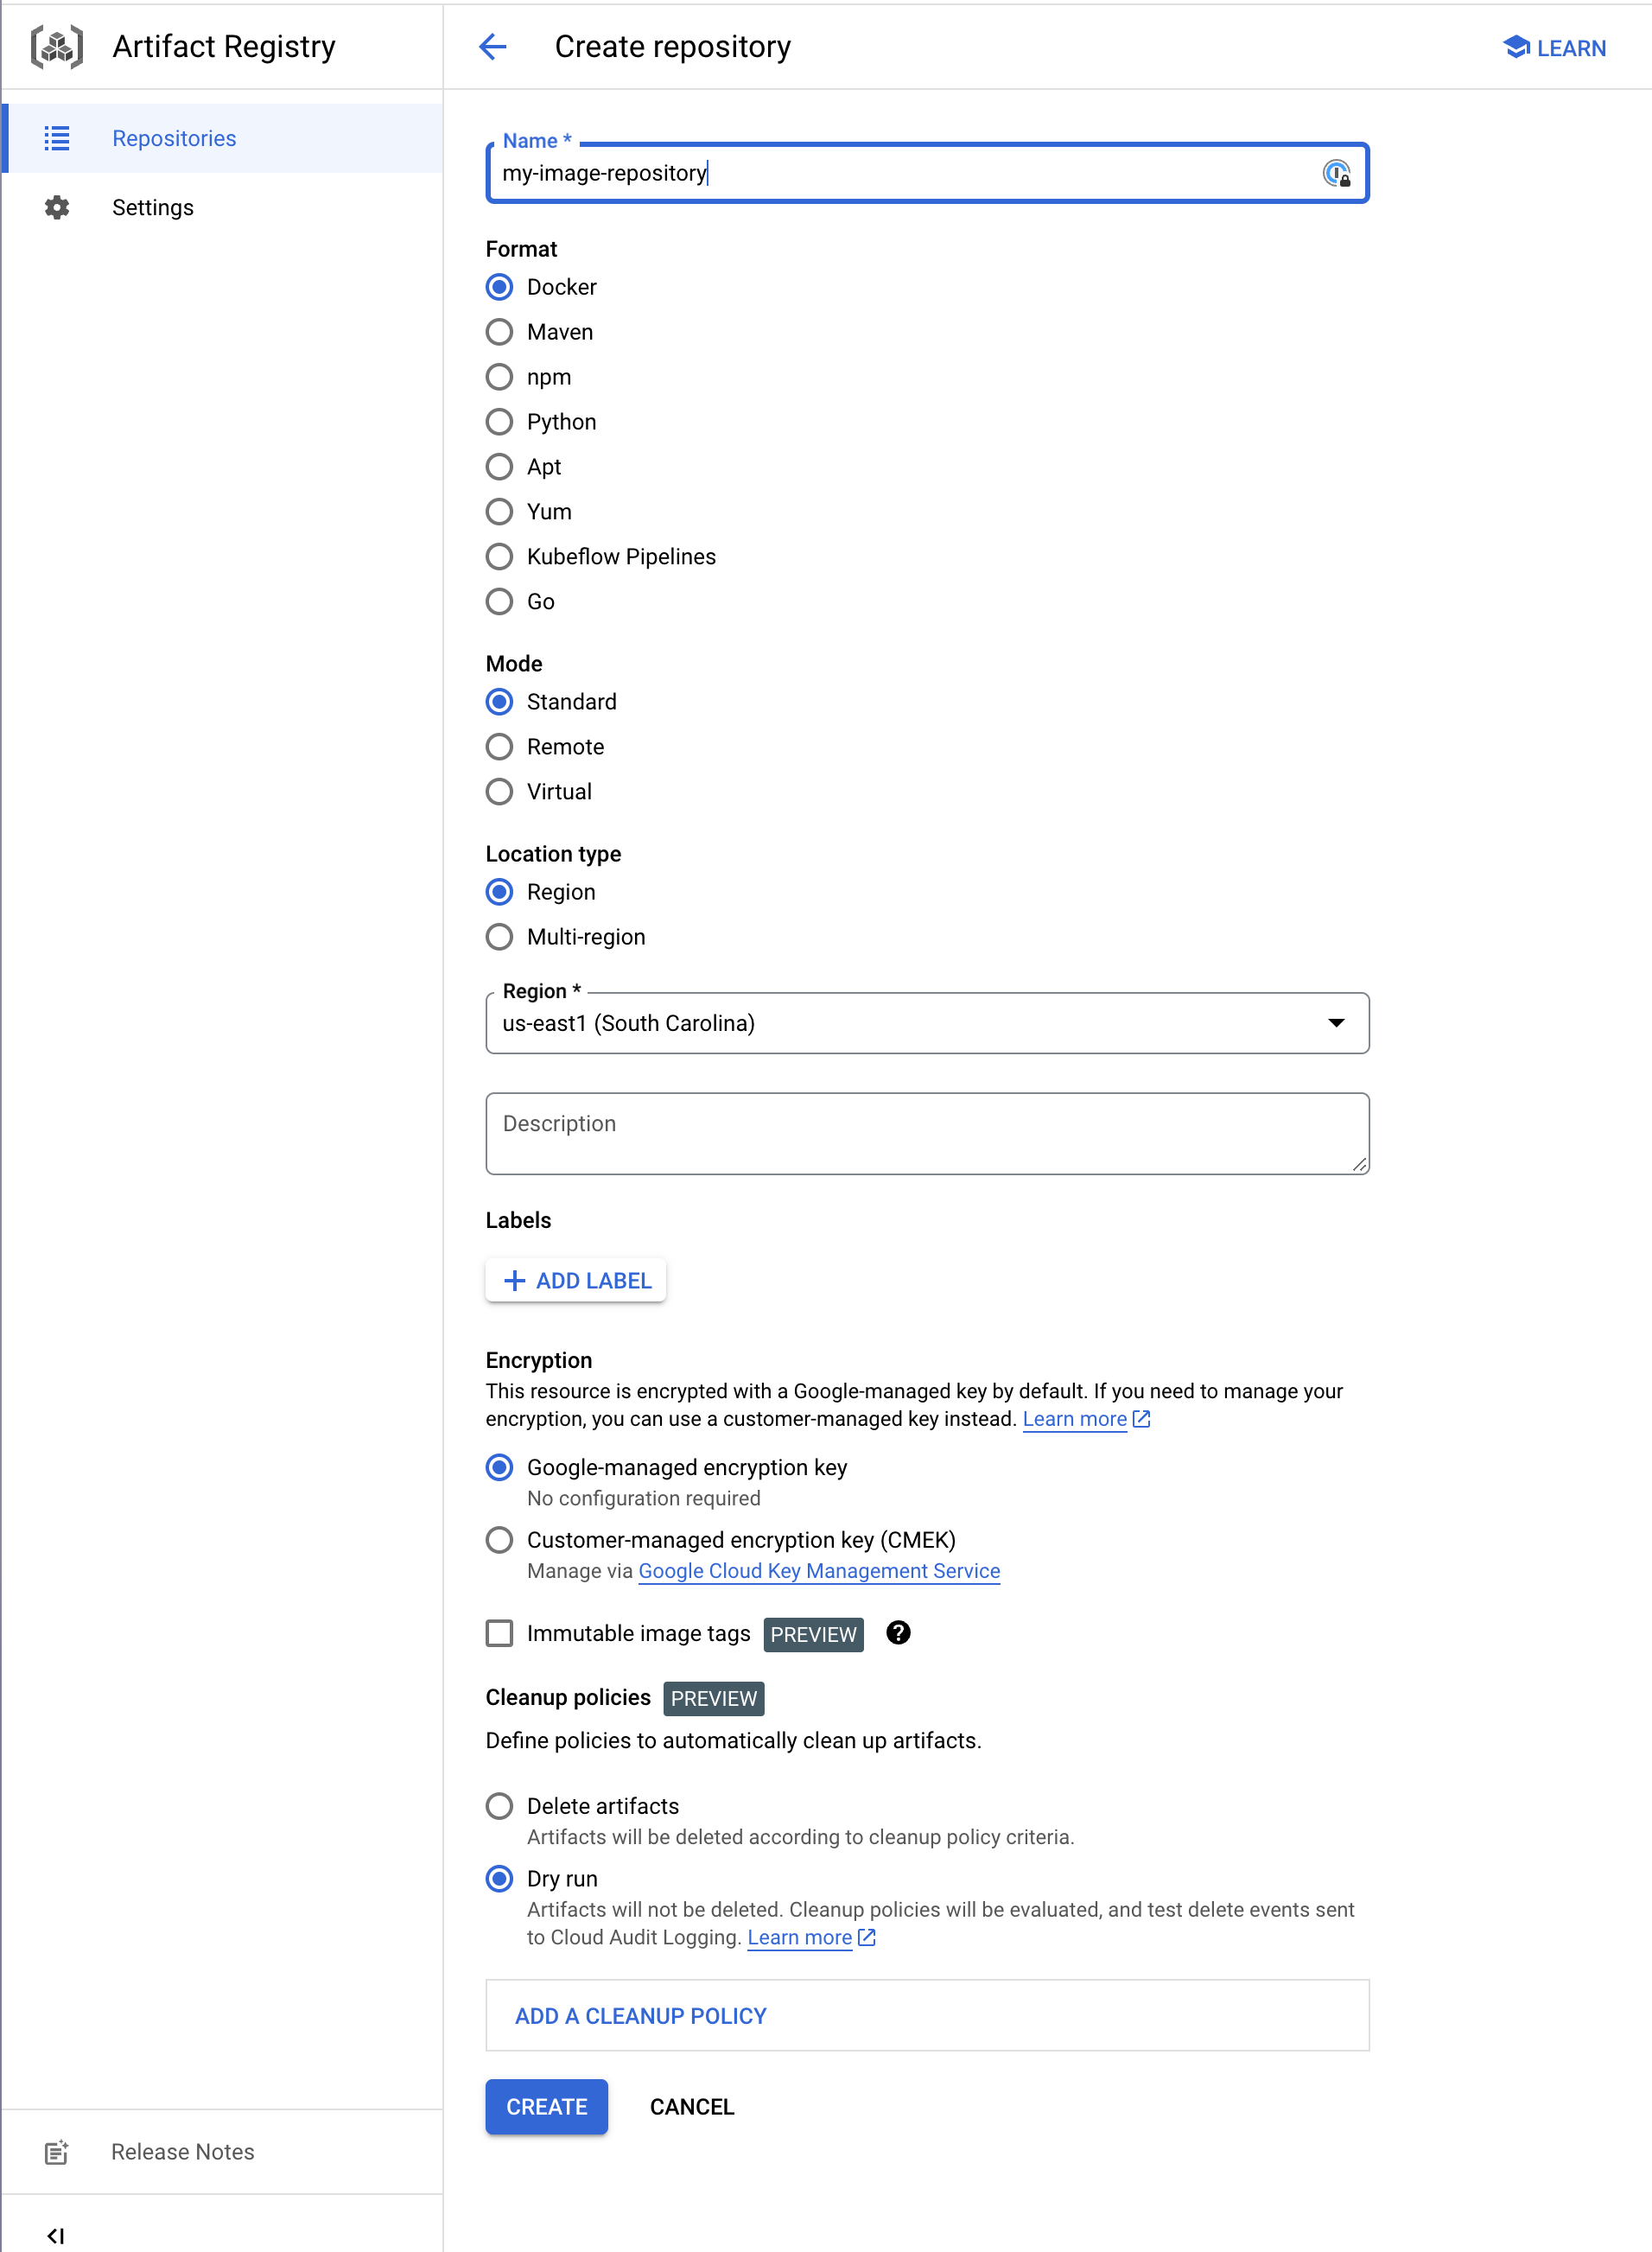 Artifact Registry
Create repository
LEARN
Repositories
Settings
Name *
my-image-repository
Format
Docker
Maven
npm
Python
Apt
Yum
Kubeflow Pipelines
Go
Mode
Standard
Remote
Virtual
Location type
Region
Multi-region
Region *
us-east1 (South Carolina)
Description
Labels
ADD LABEL
Encryption
This resource is encrypted with a Google-managed key by default. If you need to manage your
encryption, you can use a customer-managed key instead. Learn more
Google-managed encryption key
No configuration required
Customer-managed encryption key (CMEK)
Manage via Google Cloud Key Management Service
Immutable image tags PREVIEW
Cleanup policies PREVIEW
Define policies to automatically clean up artifacts.
Delete artifacts
Artifacts will be deleted according to cleanup policy criteria.
Dry run
Artifacts will not be deleted. Cleanup policies will be evaluated, and test delete events sent
to Cloud Audit Logging. Learn more
ADD A CLEANUP POLICY
CREATE
CANCEL
Release Notes